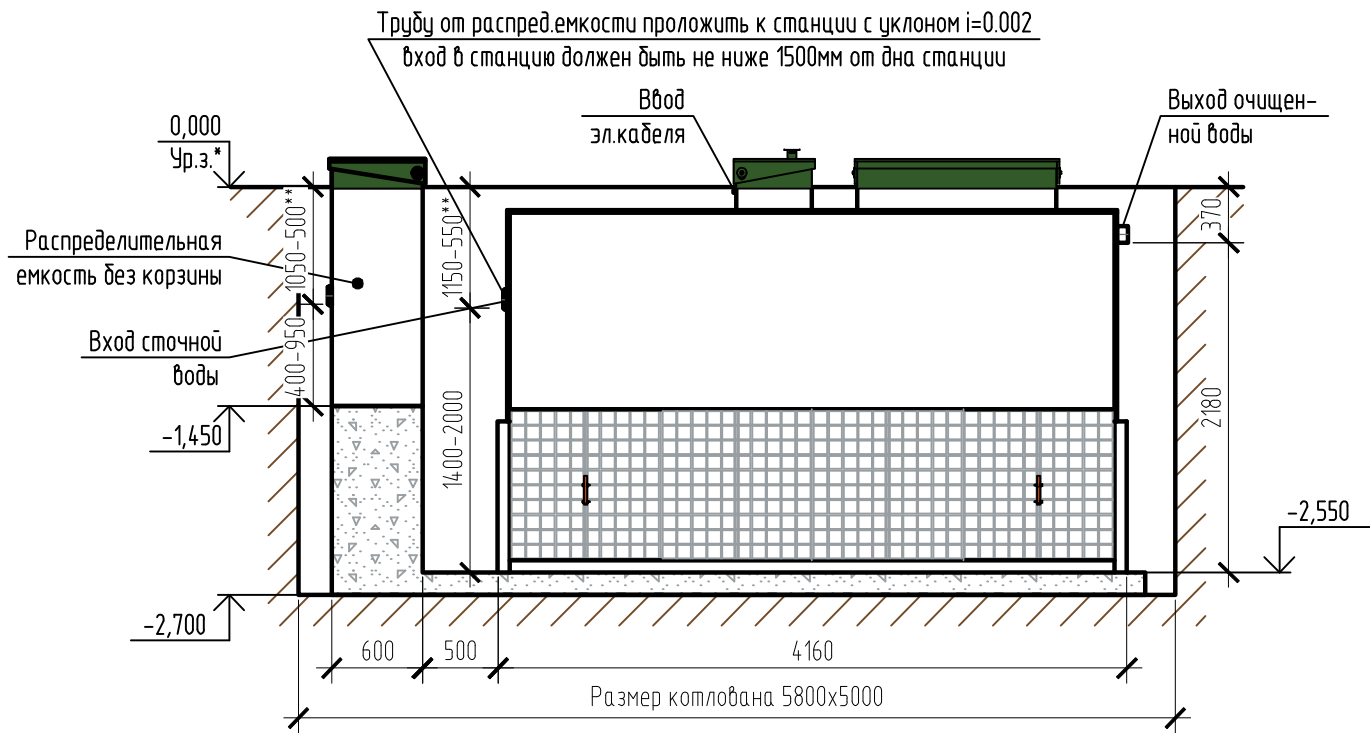 Трубу от распред.емкости проложить к станции с уклоном i=0.002
вход в станцию должен быть не ниже 1500мм от дна станции
Ввод
эл.кабеля
Выход очищен-
ной воды
0,000
Ур.з.*
Распределительная
емкость без корзины
Вход сточной
воды
1050-500**
400-950
1150-550**
1400-2000
370
2180
-1,450
-2,550
-2,700
600
500
4160
Размер котлована 5800х5000